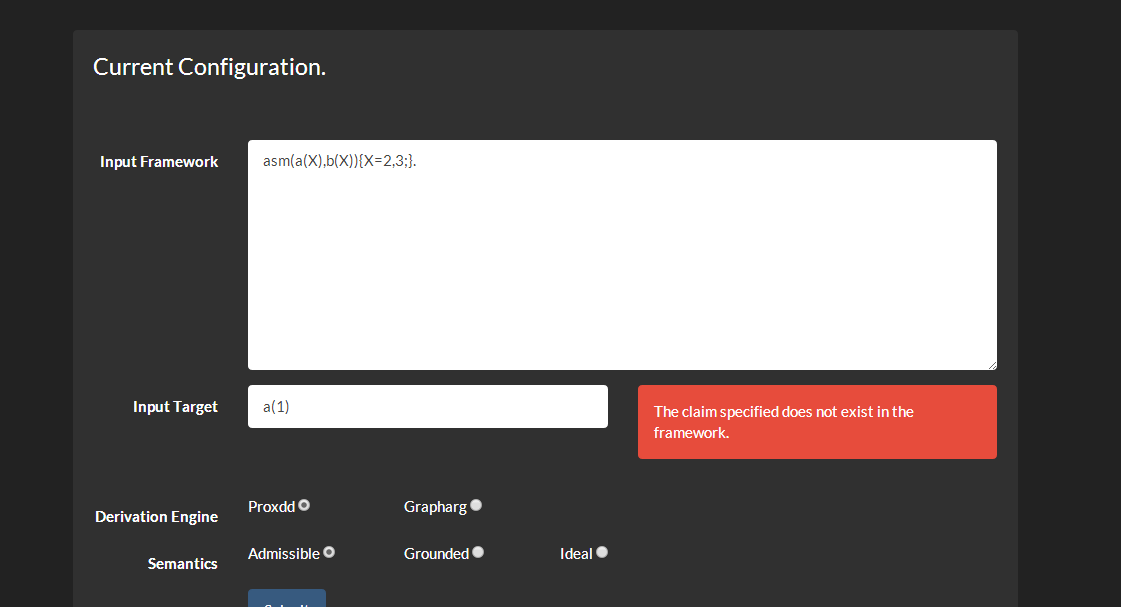 Current Configuration.
Input Framework
asm(a(X),b(X)){X=2,3;}.
Input Target
a(1)
The claim specified does not exist in the
framework.
Derivation Engine
Proxdd
Grapharg
Semantics
Admissible
Grounded
Ideal